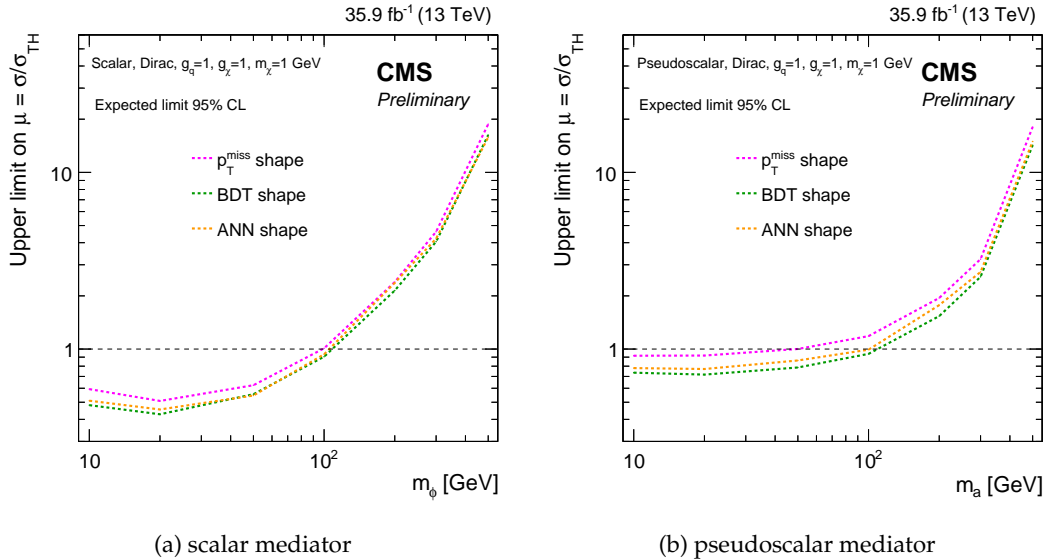 35.9 fb⁻¹ (13 TeV)
Upper limit on μ = σ/σ_TH
Scalar, Dirac, g_q=1, g_χ=1, m_χ=1 GeV
CMS
Preliminary
Expected limit 95% CL
p_T^miss shape
BDT shape
ANN shape
10
1
10
10²
m_ϕ [GeV]
(a) scalar mediator
35.9 fb⁻¹ (13 TeV)
Upper limit on μ = σ/σ_TH
Pseudoscalar, Dirac, g_q=1, g_χ=1, m_χ=1 GeV
CMS
Preliminary
Expected limit 95% CL
p_T^miss shape
BDT shape
ANN shape
10
1
10
10²
m_a [GeV]
(b) pseudoscalar mediator